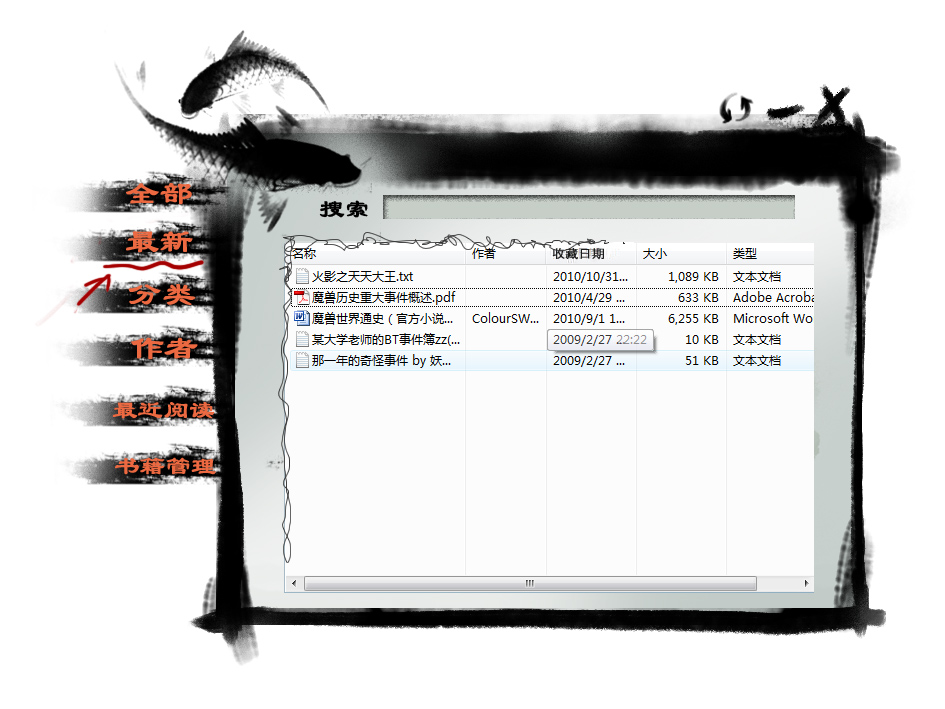 全部
最新
分类
作者
最近阅读
书籍管理
搜索
名称 作者 收藏日期 大小 类型
火影之天天大王.txt 2010/10/31... 1,089 KB 文本文档
魔兽历史重大事件概述.pdf 2010/4/29 ... 633 KB Adobe Acroba
魔兽世界通史（官方小说... ColourSW... 2010/9/1 1... 6,255 KB Microsoft Wo
某大学老师的BT事件簿zz(... 2009/2/27 22:22 10 KB 文本文档
那一年的奇怪事件 by 妖... 2009/2/27 ... 51 KB 文本文档